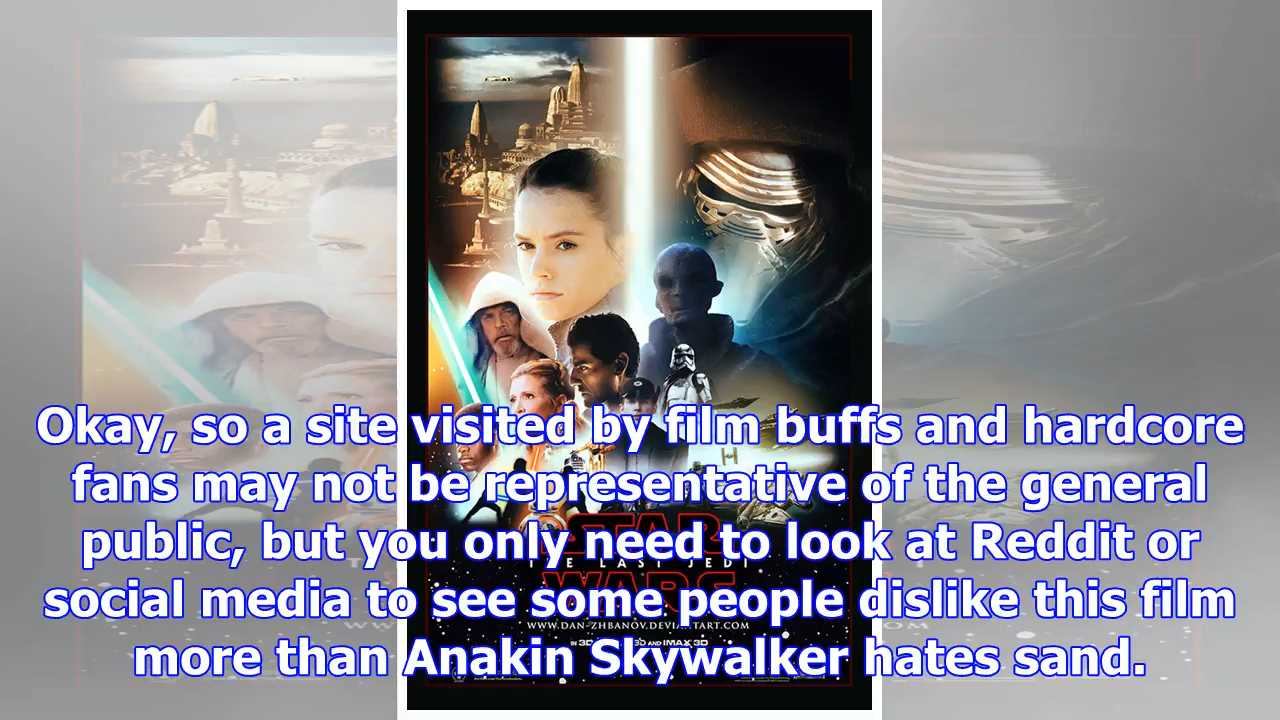 Okay, so a site visited by film buffs and hardcore
fans may not be representative of the general
public, but you only need to look at Reddit or
social media to see some people dislike this film
more than Anakin Skywalker hates sand.
STAR
THE LAST JEDI
WARS
WWW.DAN-ZHBANOV.DEVIANTART.COM